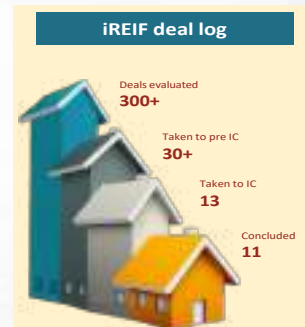 iREIF deal log
Deals evaluated
300+
Taken to pre IC
30+
Taken to IC
13
Concluded
11